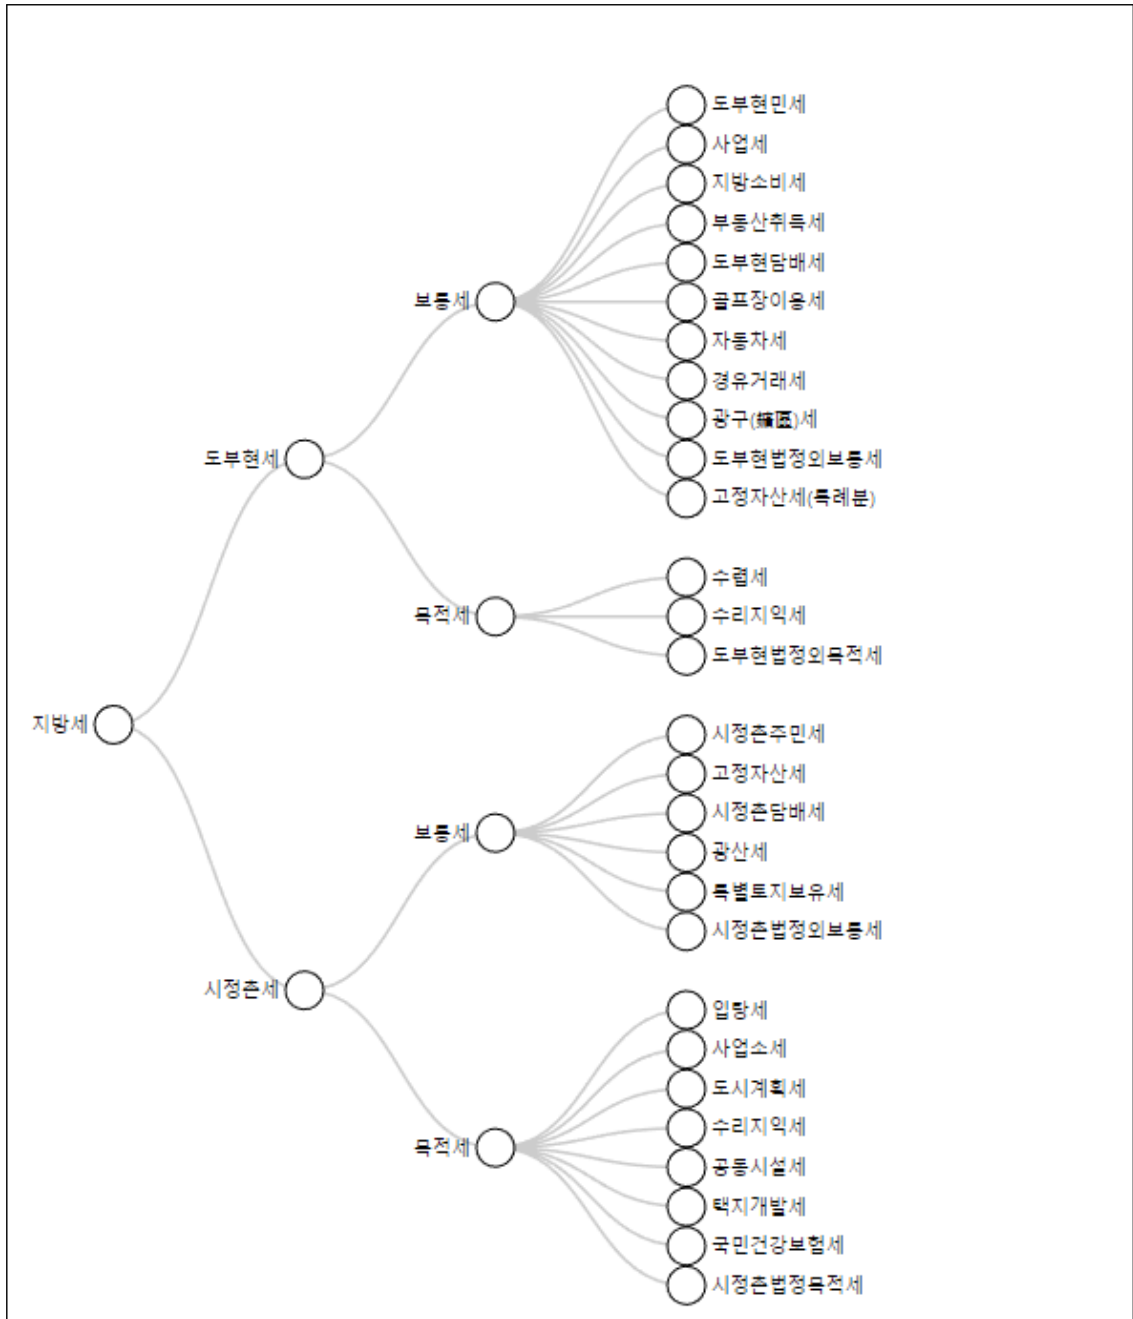 도부현민세
사업세
지방소비세
부동산취득세
도부현담배세
보통세
골프장이용세
자동차세
경유거래세
광구(鑛區)세
도부현세
도부현법정외보통세
고정자산세(특례분)
수렵세
목적세
수리지익세
도부현법정외목적세
지방세
시정촌주민세
고정자산세
시정촌담배세
보통세
광산세
특별토지보유세
시정촌법정외보통세
시정촌세
입탕세
사업소세
도시계획세
수리지익세
목적세
공동시설세
택지개발세
국민건강보험세
시정촌법정목적세